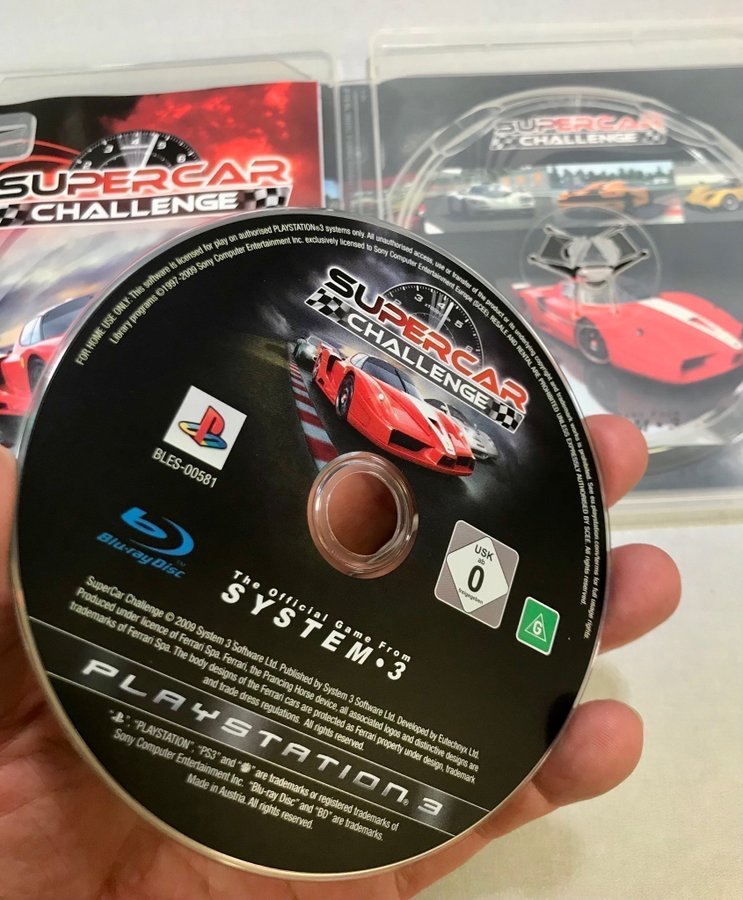 SUPERCAR
CHALLENGE
SUPERCAR
CHALLENGE
FOR HOME USE ONLY: This software is licensed for play on authorised PLAYSTATION®3 systems only. All unauthorised access, use or transfer of the product or its underlying copyright and trademark works is prohibited. See eu.playstation.com/terms for full usage rights.
Library programs ©1997-2009 Sony Computer Entertainment Inc. exclusively licensed to Sony Computer Entertainment Europe (SCEE). RESALE AND RENTAL ARE PROHIBITED UNLESS EXPRESSLY AUTHORISED BY SCEE. All rights reserved.
3 4 5
SUPERCAR
CHALLENGE
BLES-00581
Blu-ray Disc™
USK
ab
0
freigegeben
G
The Official Game From
SYSTEM•3
SuperCar Challenge © 2009 System 3 Software Ltd. Published by System 3 Software Ltd. Developed by Eutechnyx Ltd.
Produced under licence of Ferrari Spa. Ferrari, the Prancing Horse device, all associated logos and distinctive designs are
trademarks of Ferrari Spa. The body designs of the Ferrari cars are protected as Ferrari property under design, trademark
and trade dress regulations. All rights reserved.
PLAYSTATION®3
", "PLAYSTATION", "PS3" and " " are trademarks or registered trademarks of
Sony Computer Entertainment Inc. "Blu-ray Disc" and "BD" are trademarks.
Made in Austria. All rights reserved.